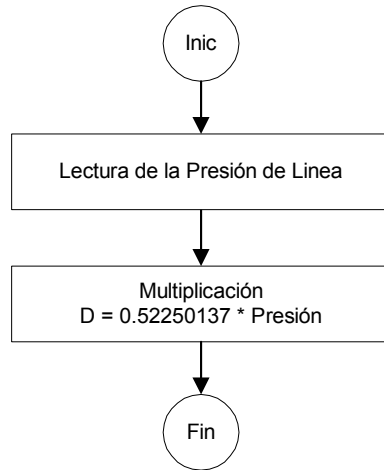 Inic
Lectura de la Presión de Linea
Multiplicación
D = 0.52250137 * Presión
Fin